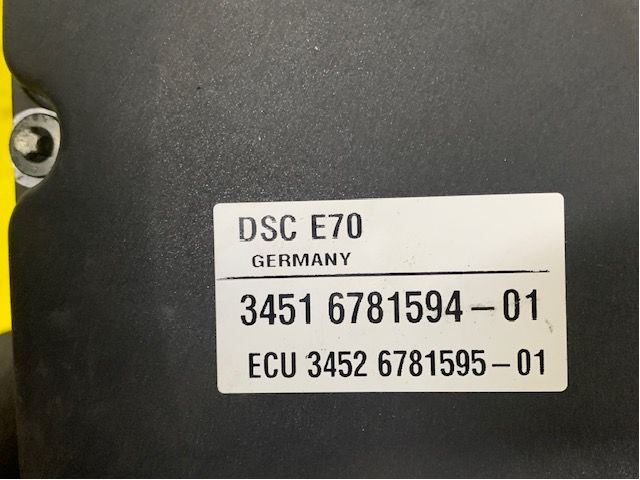 DSC E70
GERMANY
3451 6781594-01
ECU 3452 6781595-01